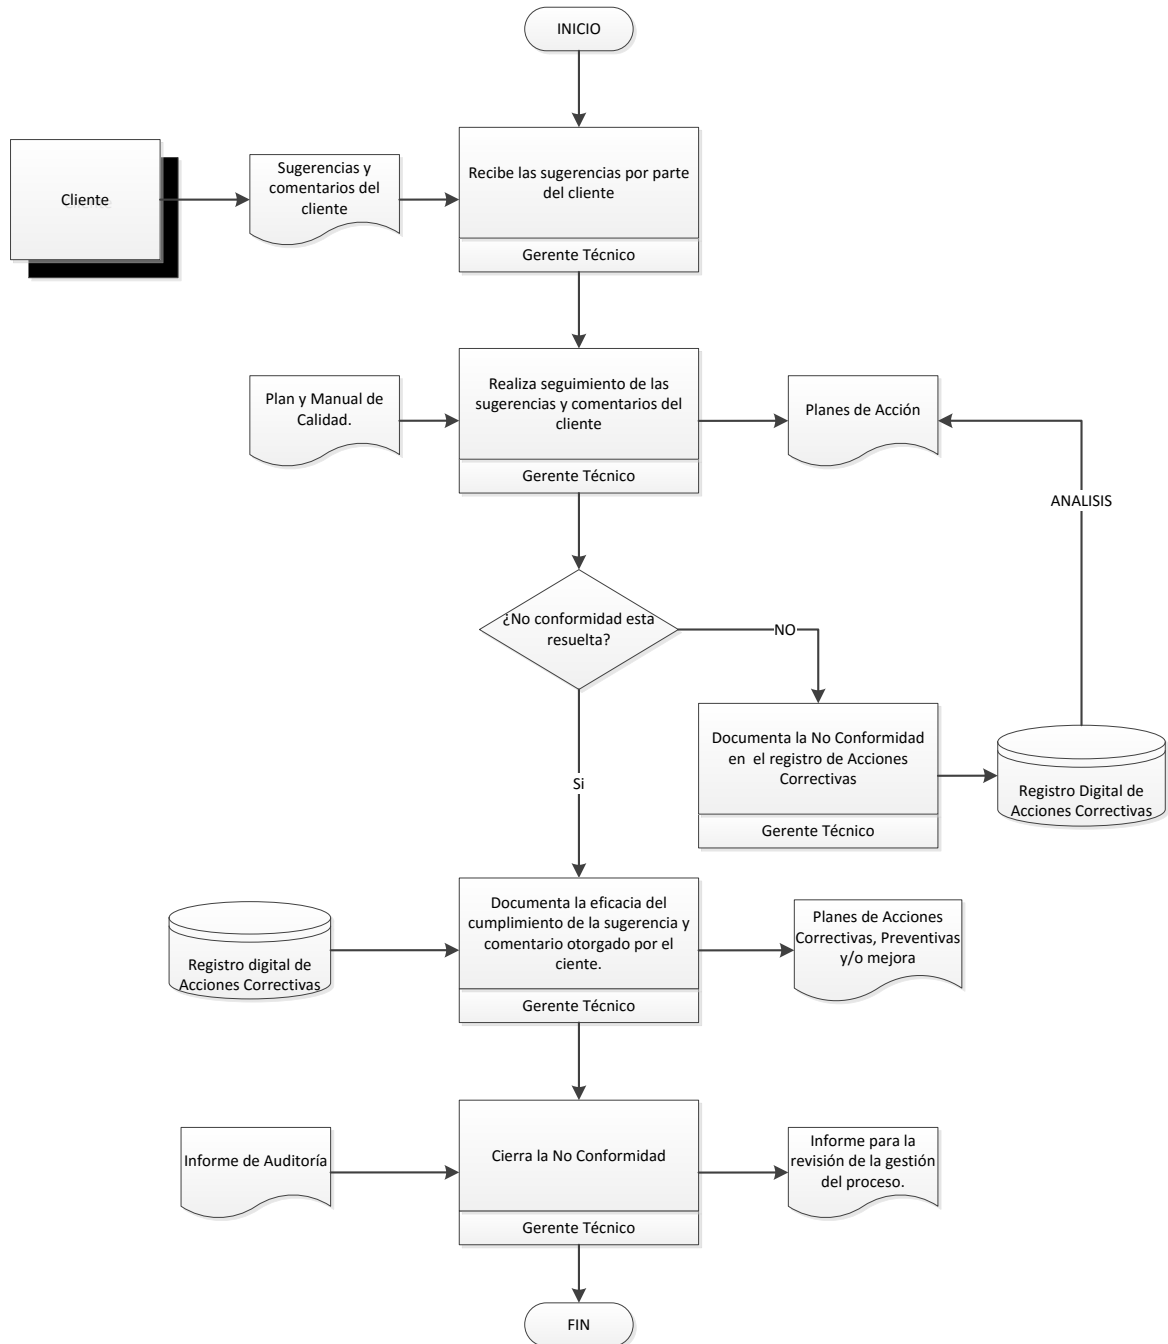 INICIO
Cliente
Sugerencias y
comentarios del
cliente
Recibe las sugerencias por parte
del cliente
Gerente Técnico
Plan y Manual de
Calidad.
Realiza seguimiento de las
sugerencias y comentarios del
cliente
Gerente Técnico
Planes de Acción
ANALISIS
¿No conformidad esta
resuelta?
NO
Documenta la No Conformidad
en el registro de Acciones
Correctivas
Gerente Técnico
Registro Digital de
Acciones Correctivas
Si
Registro digital de
Acciones Correctivas
Documenta la eficacia del
cumplimiento de la sugerencia y
comentario otorgado por el
ciente.
Gerente Técnico
Planes de Acciones
Correctivas, Preventivas
y/o mejora
Informe de Auditoría
Cierra la No Conformidad
Gerente Técnico
Informe para la
revisión de la gestión
del proceso.
FIN